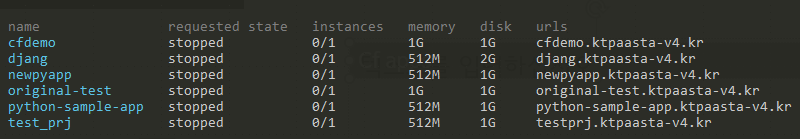 name requested state instances memory disk urls
cfdemo stopped 0/1 1G 1G cfdemo.ktpaasta-v4.kr
djang stopped 0/1 512M 2G djang.ktpaasta-v4.kr
newpyapp stopped 0/1 512M 1G newpyapp.ktpaasta-v4.kr
original-test stopped 0/1 1G 1G original-test.ktpaasta-v4.kr
python-sample-app stopped 0/1 512M 1G python-sample-app.ktpaasta-v4.kr
test_prj stopped 0/1 512M 1G testprj.ktpaasta-v4.kr